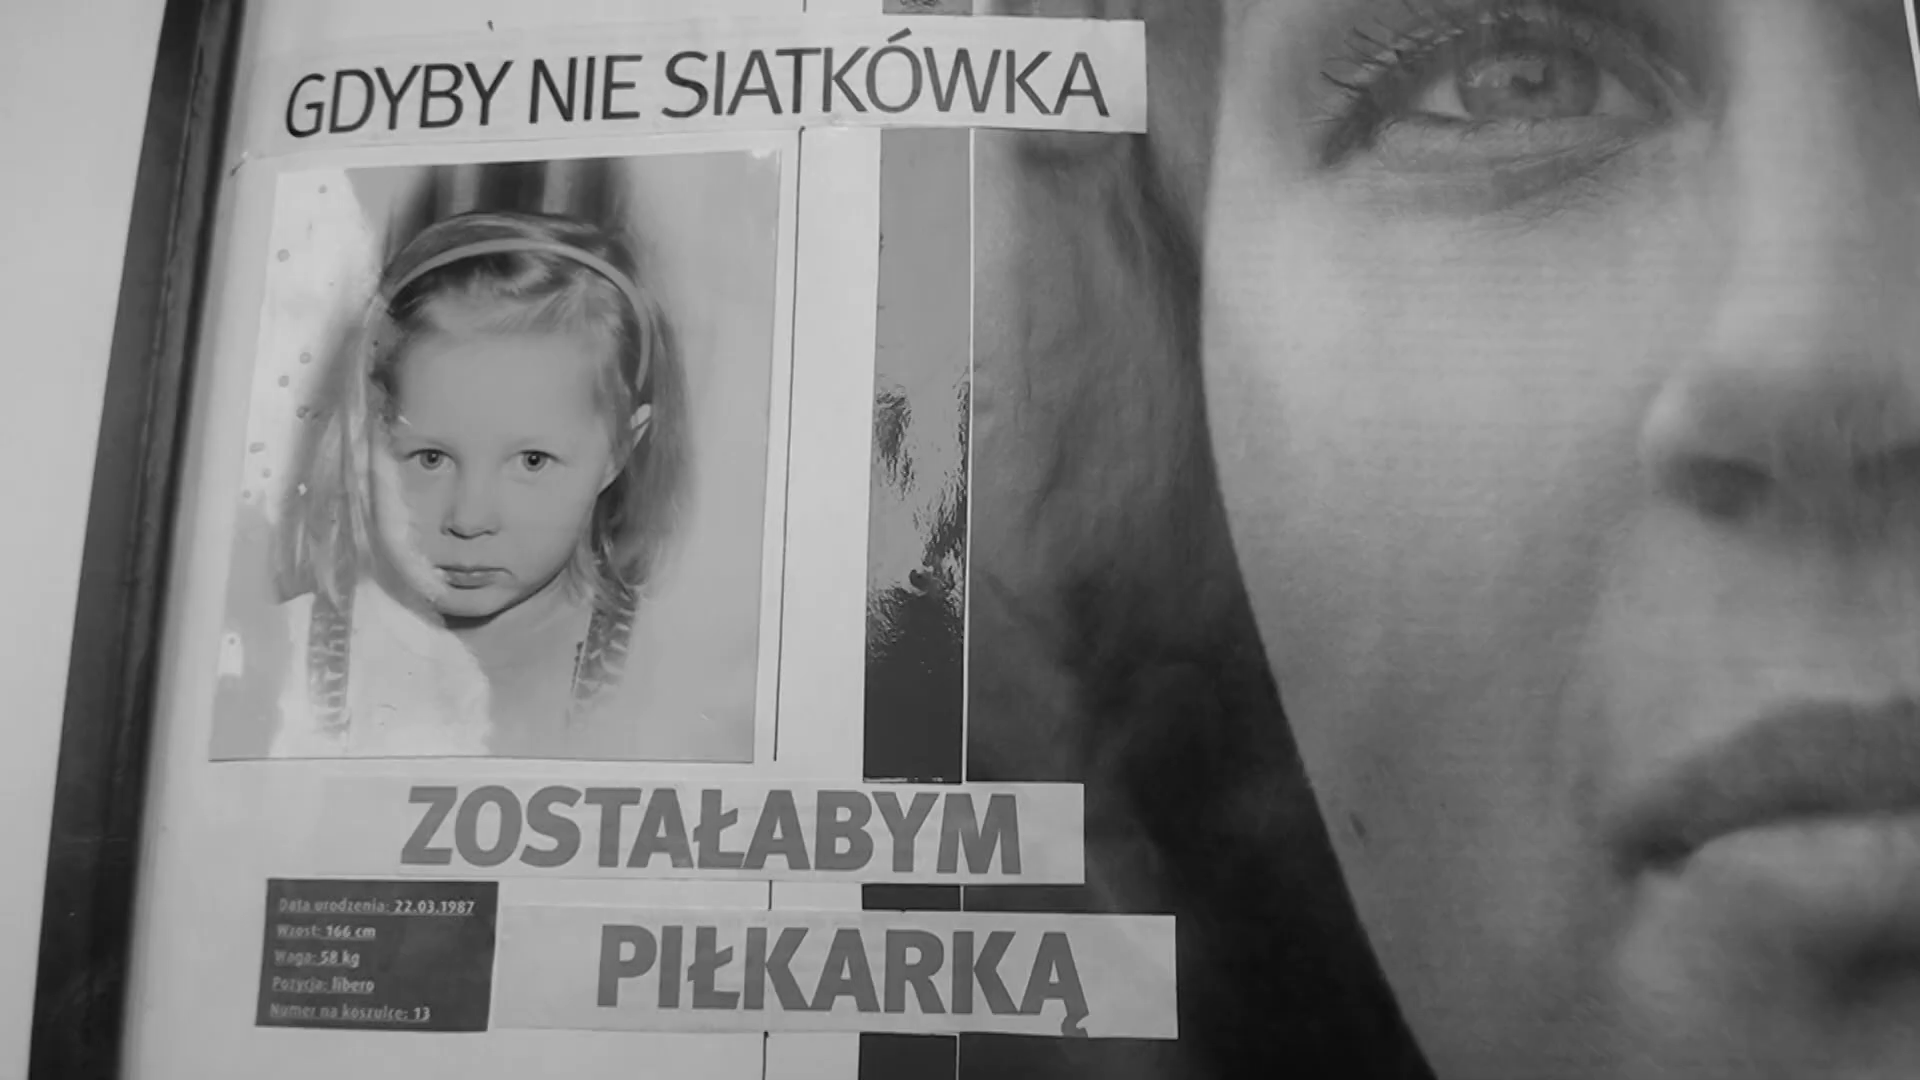 GDYBY NIE SIATKÓWKA
ZOSTAŁABYM
PIŁKARKĄ
Data urodzenia: 22.03.1987
Wzost: 166 cm
Waga: 58 kg
Pozycja: libero
Numer na koszulce: 13